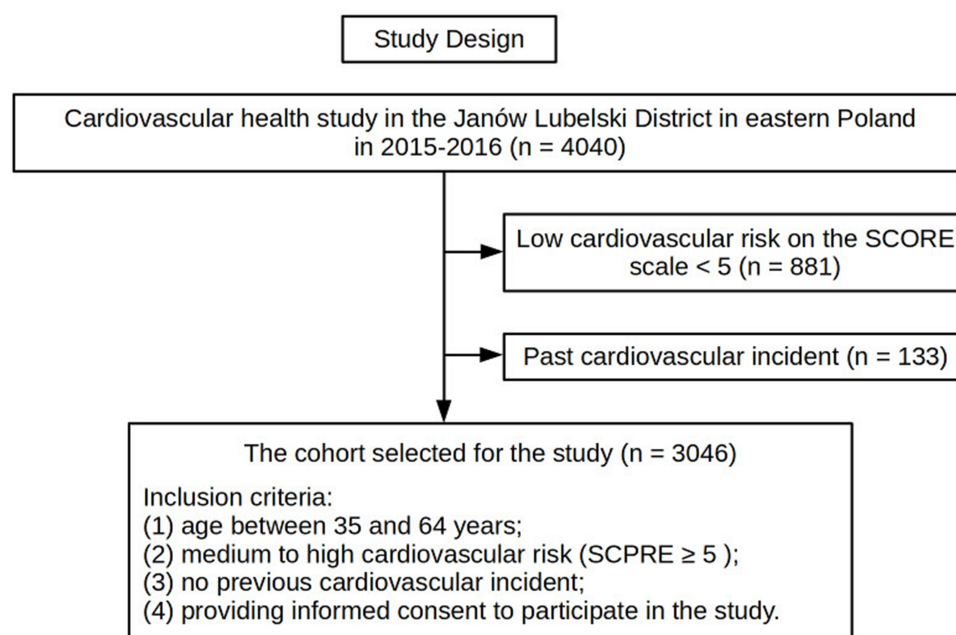 Study Design
Cardiovascular health study in the Janów Lubelski District in eastern Poland
in 2015-2016 (n = 4040)
Low cardiovascular risk on the SCORE
scale < 5 (n = 881)
Past cardiovascular incident (n = 133)
The cohort selected for the study (n = 3046)
Inclusion criteria:
(1) age between 35 and 64 years;
(2) medium to high cardiovascular risk (SCPRE ≥ 5 );
(3) no previous cardiovascular incident;
(4) providing informed consent to participate in the study.